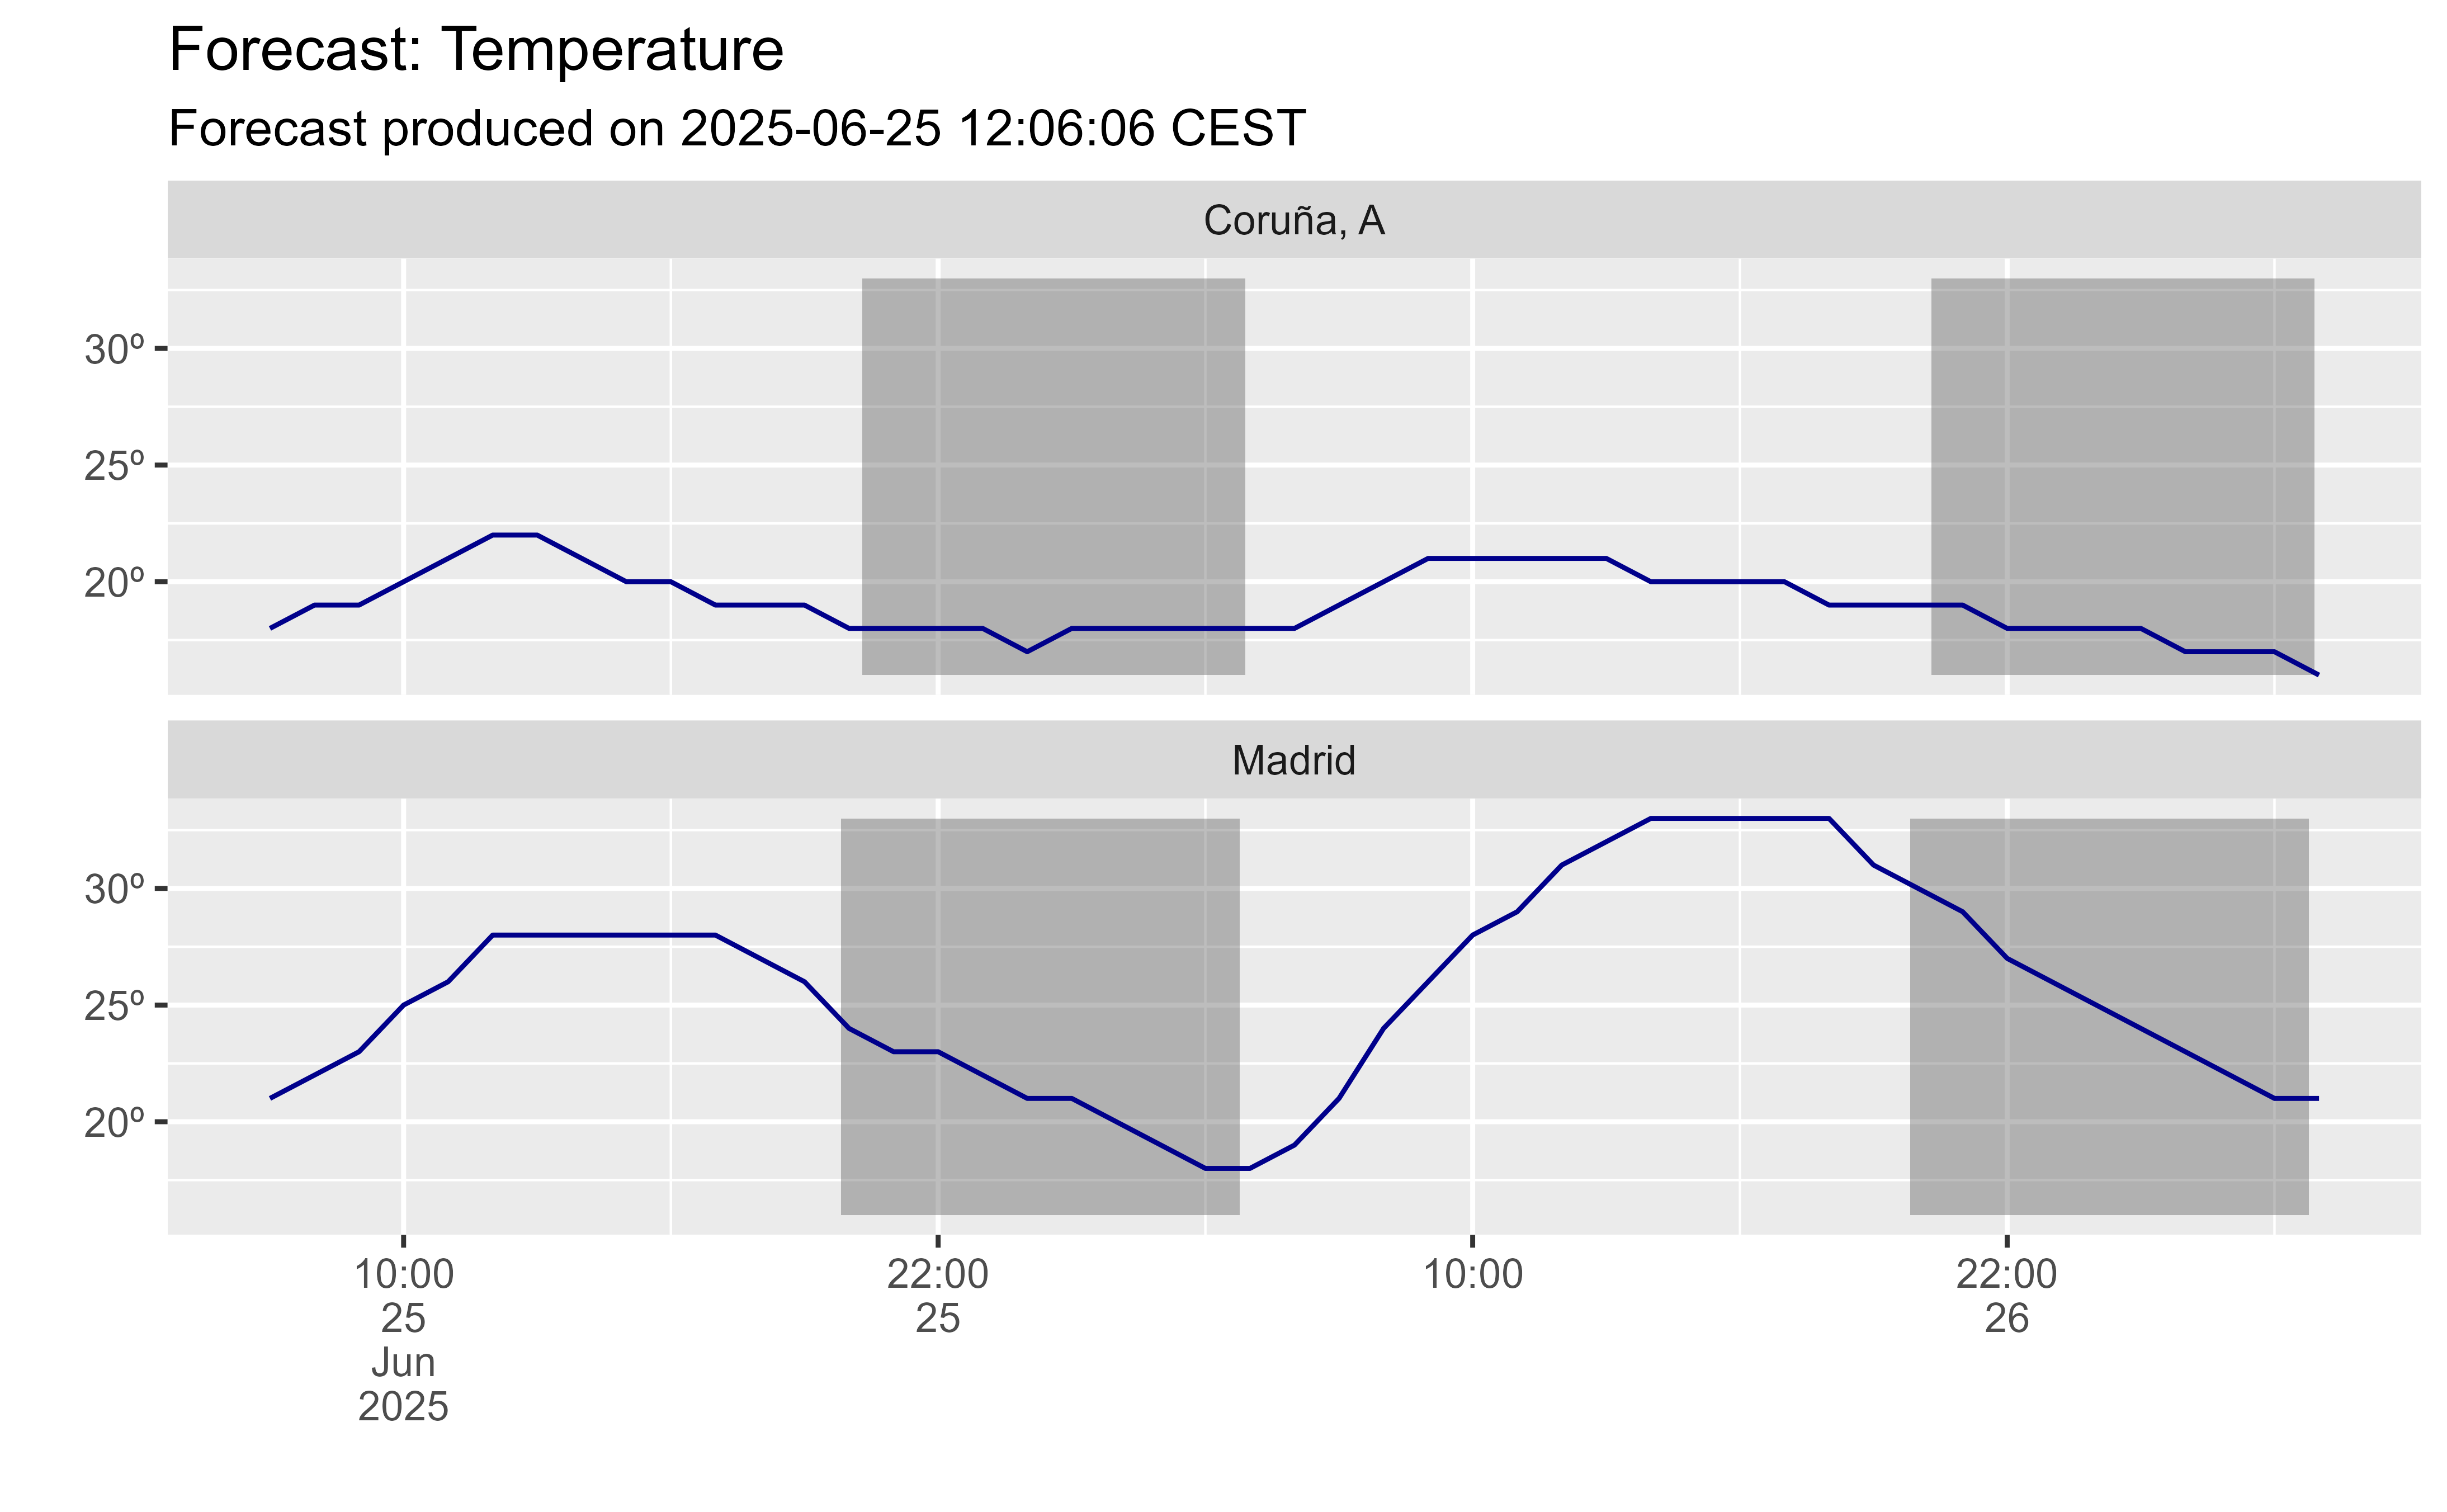 Forecast: Temperature
Forecast produced on 2025-06-25 12:06:06 CEST
Coruña, A
30º
25º
20º
Madrid
30º
25º
20º
10:00 22:00 10:00 22:00
25 25 26
Jun
2025